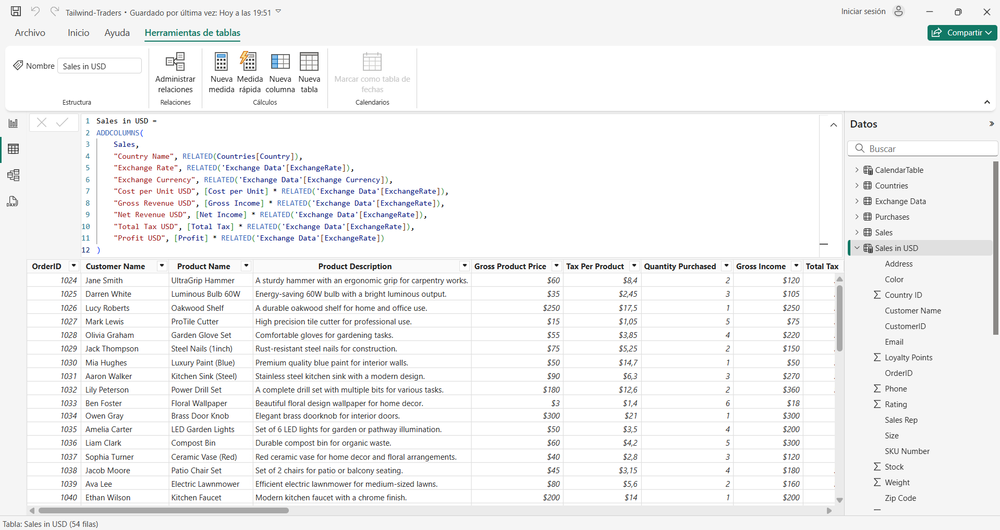 Tailwind-Traders • Guardado por última vez: Hoy a las 19:51
Iniciar sesión
Archivo Inicio Ayuda Herramientas de tablas
Compartir
Nombre Sales in USD
Estructura
Administrar relaciones
Relaciones
Nueva medida
Medida rápida
Nueva columna
Nueva tabla
Cálculos
Marcar como tabla de fechas
Calendarios
DAX
1 Sales in USD =
2 ADDCOLUMNS(
3 Sales,
4 "Country Name", RELATED(Countries[Country]),
5 "Exchange Rate", RELATED('Exchange Data'[ExchangeRate]),
6 "Exchange Currency", RELATED('Exchange Data'[Exchange Currency]),
7 "Cost per Unit USD", [Cost per Unit] * RELATED('Exchange Data'[ExchangeRate]),
8 "Gross Revenue USD", [Gross Income] * RELATED('Exchange Data'[ExchangeRate]),
9 "Net Revenue USD", [Net Income] * RELATED('Exchange Data'[ExchangeRate]),
10 "Total Tax USD", [Total Tax] * RELATED('Exchange Data'[ExchangeRate]),
11 "Profit USD", [Profit] * RELATED('Exchange Data'[ExchangeRate])
12 )
OrderID Customer Name Product Name Product Description Gross Product Price Tax Per Product Quantity Purchased Gross Income Total Tax
1024 Jane Smith UltraGrip Hammer A sturdy hammer with an ergonomic grip for carpentry works. $60 $8,4 2 $120
1025 Darren White Luminous Bulb 60W Energy-saving 60W bulb with a bright luminous output. $35 $2,45 3 $105
1026 Lucy Roberts Oakwood Shelf A durable oakwood shelf for home and office use. $250 $17,5 1 $250
1027 Mark Lewis ProTile Cutter High precision tile cutter for professional use. $15 $1,05 5 $75
1028 Olivia Graham Garden Glove Set Comfortable gloves for gardening tasks. $55 $3,85 4 $220
1029 Jack Thompson Steel Nails (1inch) Rust-resistant steel nails for construction. $75 $5,25 2 $150
1030 Mia Hughes Luxury Paint (Blue) Premium quality blue paint for interior walls. $50 $14,7 1 $50
1031 Aaron Walker Kitchen Sink (Steel) Stainless steel kitchen sink with a modern design. $90 $6,3 3 $270
1032 Lily Peterson Power Drill Set A complete drill set with multiple bits for various tasks. $180 $12,6 2 $360
1033 Ben Foster Floral Wallpaper Beautiful floral design wallpaper for home decor. $3 $1,4 6 $18
1034 Owen Gray Brass Door Knob Elegant brass doorknob for interior doors. $300 $21 1 $300
1035 Amelia Carter LED Garden Lights Set of 6 LED lights for garden or pathway illumination. $50 $3,5 4 $200
1036 Liam Clark Compost Bin Durable compost bin for organic waste. $60 $4,2 5 $300
1037 Sophia Turner Ceramic Vase (Red) Red ceramic vase for home decor and floral arrangements. $40 $2,8 3 $120
1038 Jacob Moore Patio Chair Set Set of 2 chairs for patio or balcony seating. $45 $3,15 4 $180
1039 Ava Lee Electric Lawnmower Efficient electric lawnmower for medium-sized lawns. $80 $5,6 2 $160
1040 Ethan Wilson Kitchen Faucet Modern kitchen faucet with a chrome finish. $200 $14 1 $200
Datos
Buscar
CalendarTable
Countries
Exchange Data
Purchases
Sales
Sales in USD
Address
Color
Country ID
Customer Name
CustomerID
Email
Loyalty Points
OrderID
Phone
Rating
Sales Rep
Size
SKU Number
Stock
Weight
Zip Code
Tabla: Sales in USD (54 filas)